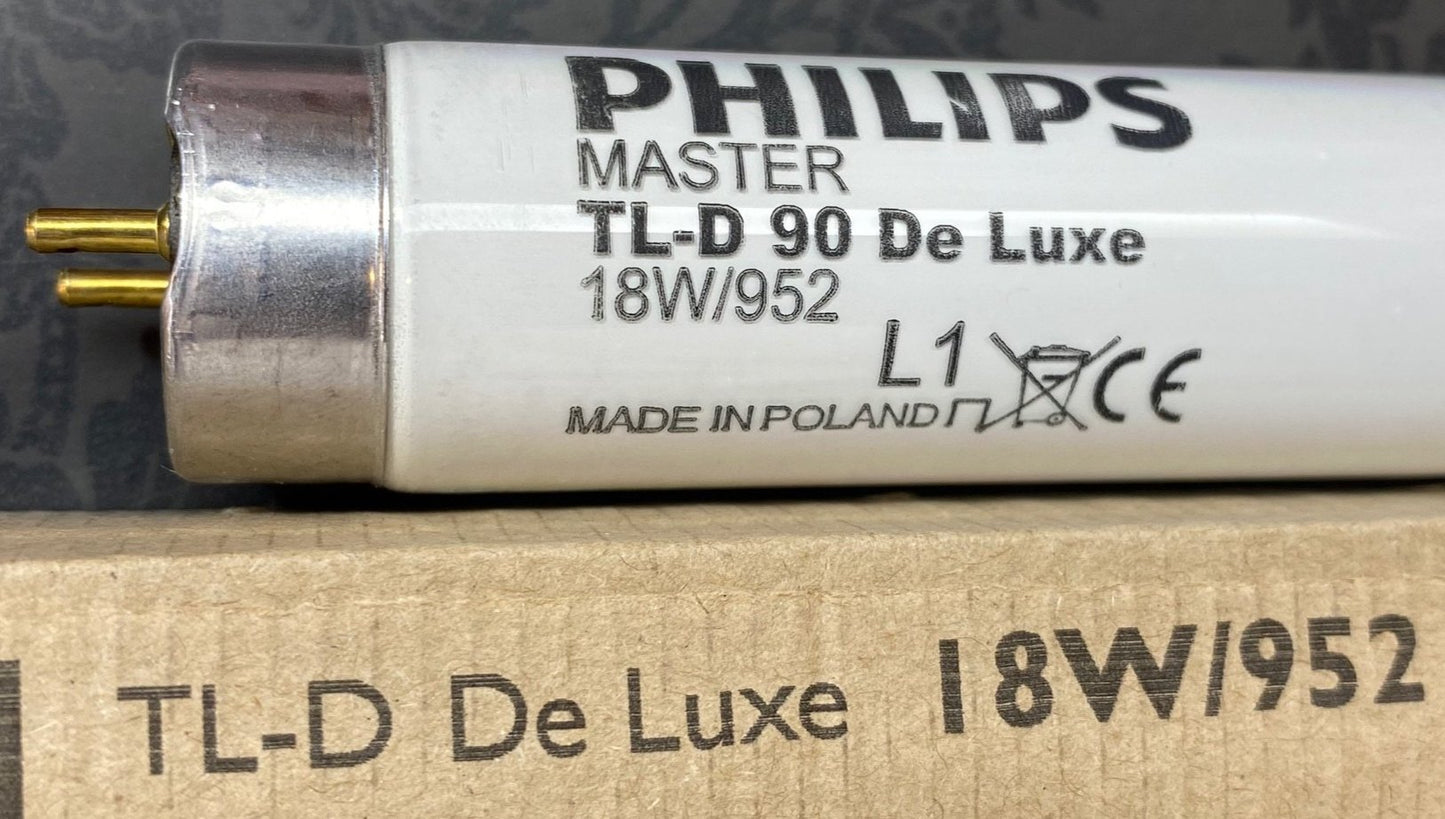 PHILIPS
MASTER
TL-D 90 De Luxe
18W/952
L1
CE
MADE IN POLAND
TL-D De Luxe 18W/952